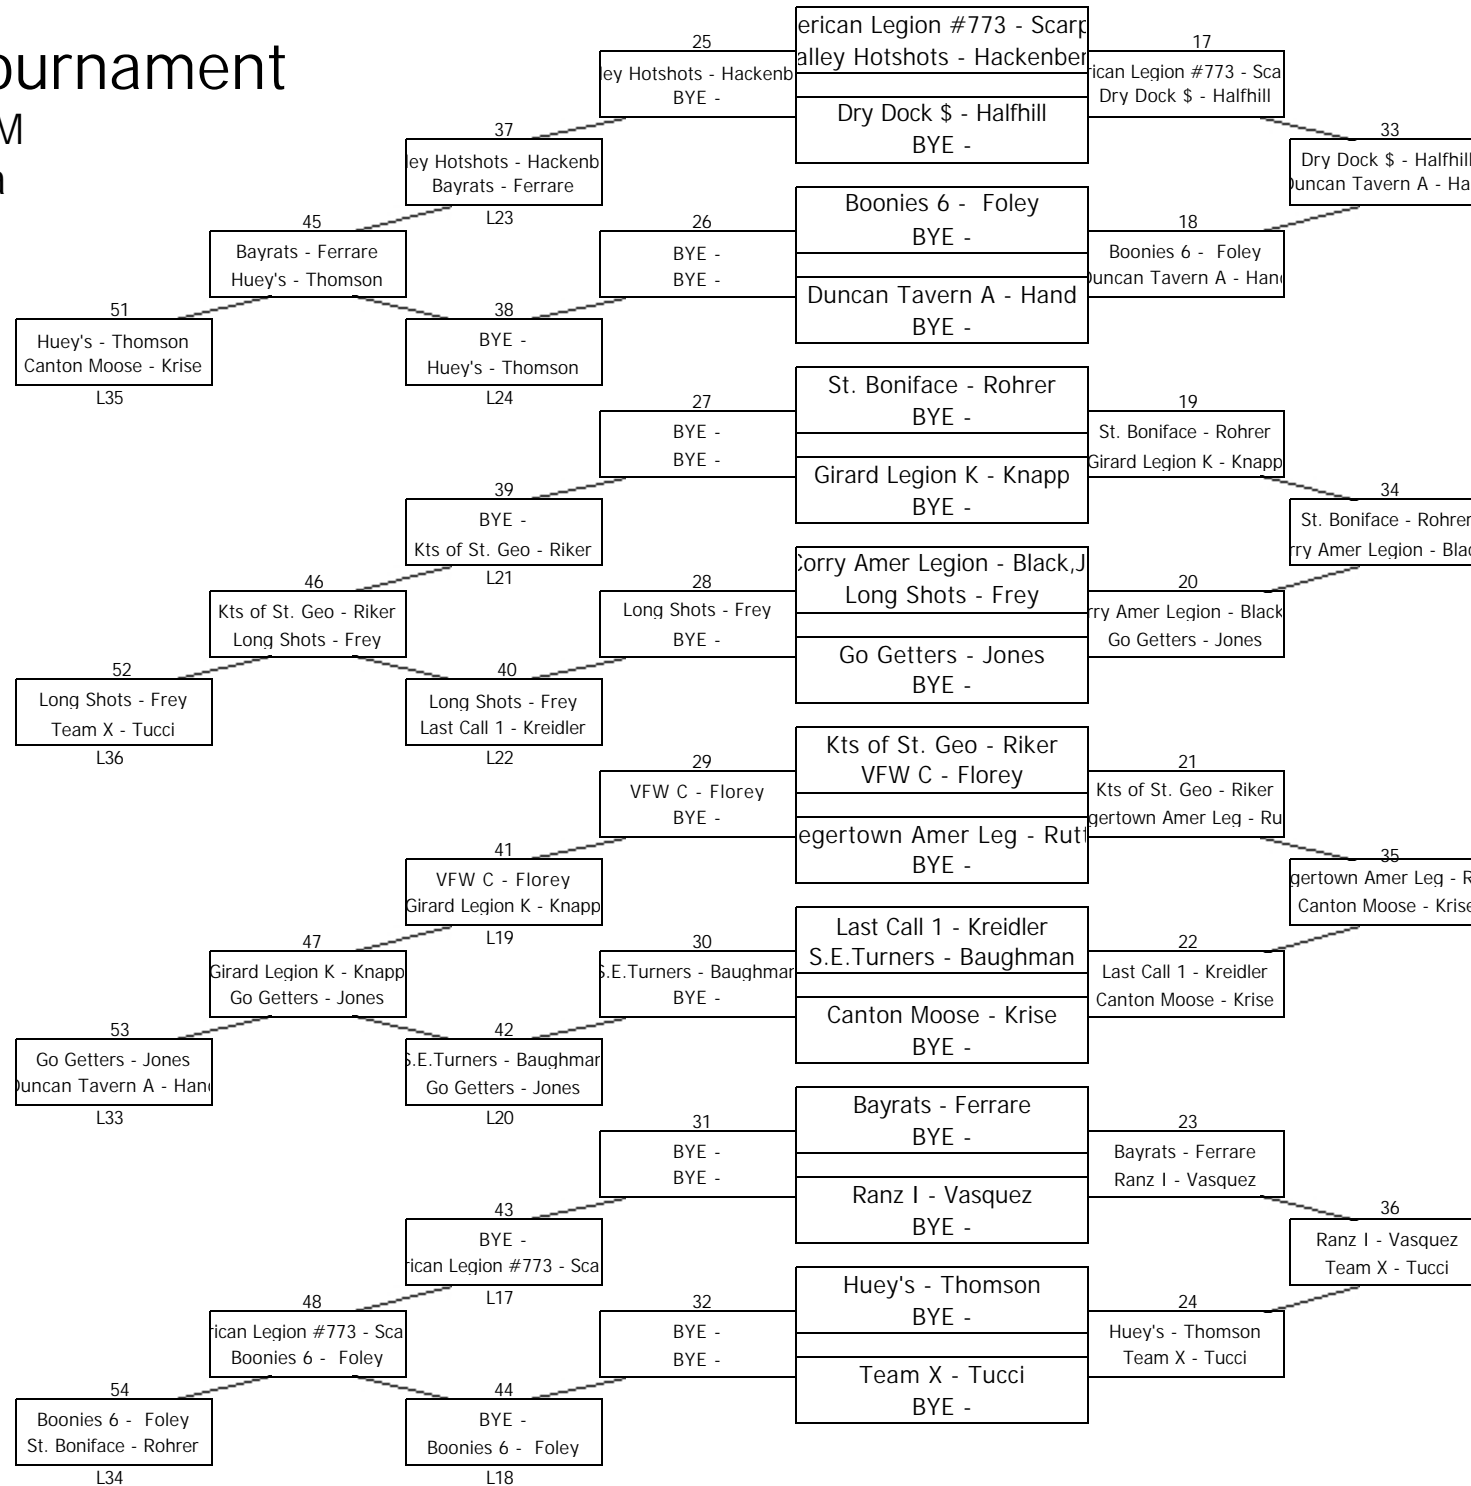 ournament
M
a
51
Huey's - Thomson
Canton Moose - Krise
L35
52
Long Shots - Frey
Team X - Tucci
L36
53
Go Getters - Jones
Duncan Tavern A - Hand
L33
54
Boonies 6 - Foley
St. Boniface - Rohrer
L34
45
Bayrats - Ferrare
Huey's - Thomson
46
Kts of St. Geo - Riker
Long Shots - Frey
47
Girard Legion K - Knapp
Go Getters - Jones
48
rican Legion #773 - Sca
Boonies 6 - Foley
37
ley Hotshots - Hackenb
Bayrats - Ferrare
L23
38
BYE -
Huey's - Thomson
L24
39
BYE -
Kts of St. Geo - Riker
L21
40
Long Shots - Frey
Last Call 1 - Kreidler
L22
41
VFW C - Florey
Girard Legion K - Knapp
L19
42
S.E.Turners - Baughman
Go Getters - Jones
L20
43
BYE -
rican Legion #773 - Sca
L17
44
BYE -
Boonies 6 - Foley
L18
25
ley Hotshots - Hackenb
BYE -
26
BYE -
BYE -
27
BYE -
BYE -
28
Long Shots - Frey
BYE -
29
VFW C - Florey
BYE -
30
S.E.Turners - Baughman
BYE -
31
BYE -
BYE -
32
BYE -
BYE -
erican Legion #773 - Scarp
alley Hotshots - Hackenber
Dry Dock $ - Halfhill
BYE -
Boonies 6 - Foley
BYE -
Duncan Tavern A - Hand
BYE -
St. Boniface - Rohrer
BYE -
Girard Legion K - Knapp
BYE -
Corry Amer Legion - Black,J
Long Shots - Frey
Go Getters - Jones
BYE -
Kts of St. Geo - Riker
VFW C - Florey
egertown Amer Leg - Rutt
BYE -
Last Call 1 - Kreidler
S.E.Turners - Baughman
Canton Moose - Krise
BYE -
Bayrats - Ferrare
BYE -
Ranz I - Vasquez
BYE -
Huey's - Thomson
BYE -
Team X - Tucci
BYE -
17
rican Legion #773 - Sca
Dry Dock $ - Halfhill
18
Boonies 6 - Foley
Duncan Tavern A - Hand
19
St. Boniface - Rohrer
Girard Legion K - Knapp
20
rry Amer Legion - Black
Go Getters - Jones
21
Kts of St. Geo - Riker
gertown Amer Leg - Ru
22
Last Call 1 - Kreidler
Canton Moose - Krise
23
Bayrats - Ferrare
Ranz I - Vasquez
24
Huey's - Thomson
Team X - Tucci
33
Dry Dock $ - Halfhill
Duncan Tavern A - Ha
34
St. Boniface - Rohrer
rry Amer Legion - Blac
35
gertown Amer Leg - R
Canton Moose - Krise
36
Ranz I - Vasquez
Team X - Tucci